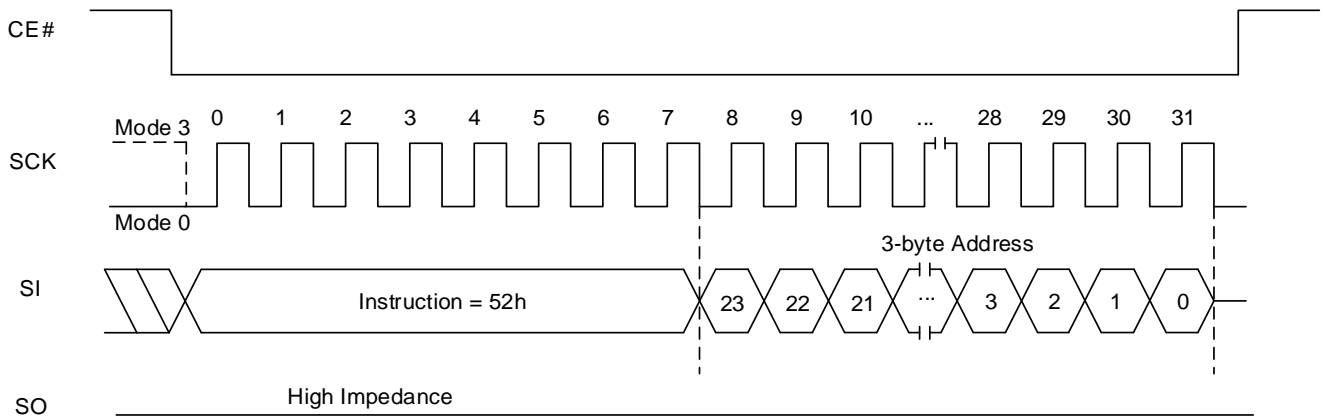 CE#
0 1 2 3 4 5 6 7 8 9 10 ... 28 29 30 31
Mode 3
SCK
Mode 0
3-byte Address
SI
Instruction = 52h 23 22 21 ... 3 2 1 0
High Impedance
SO